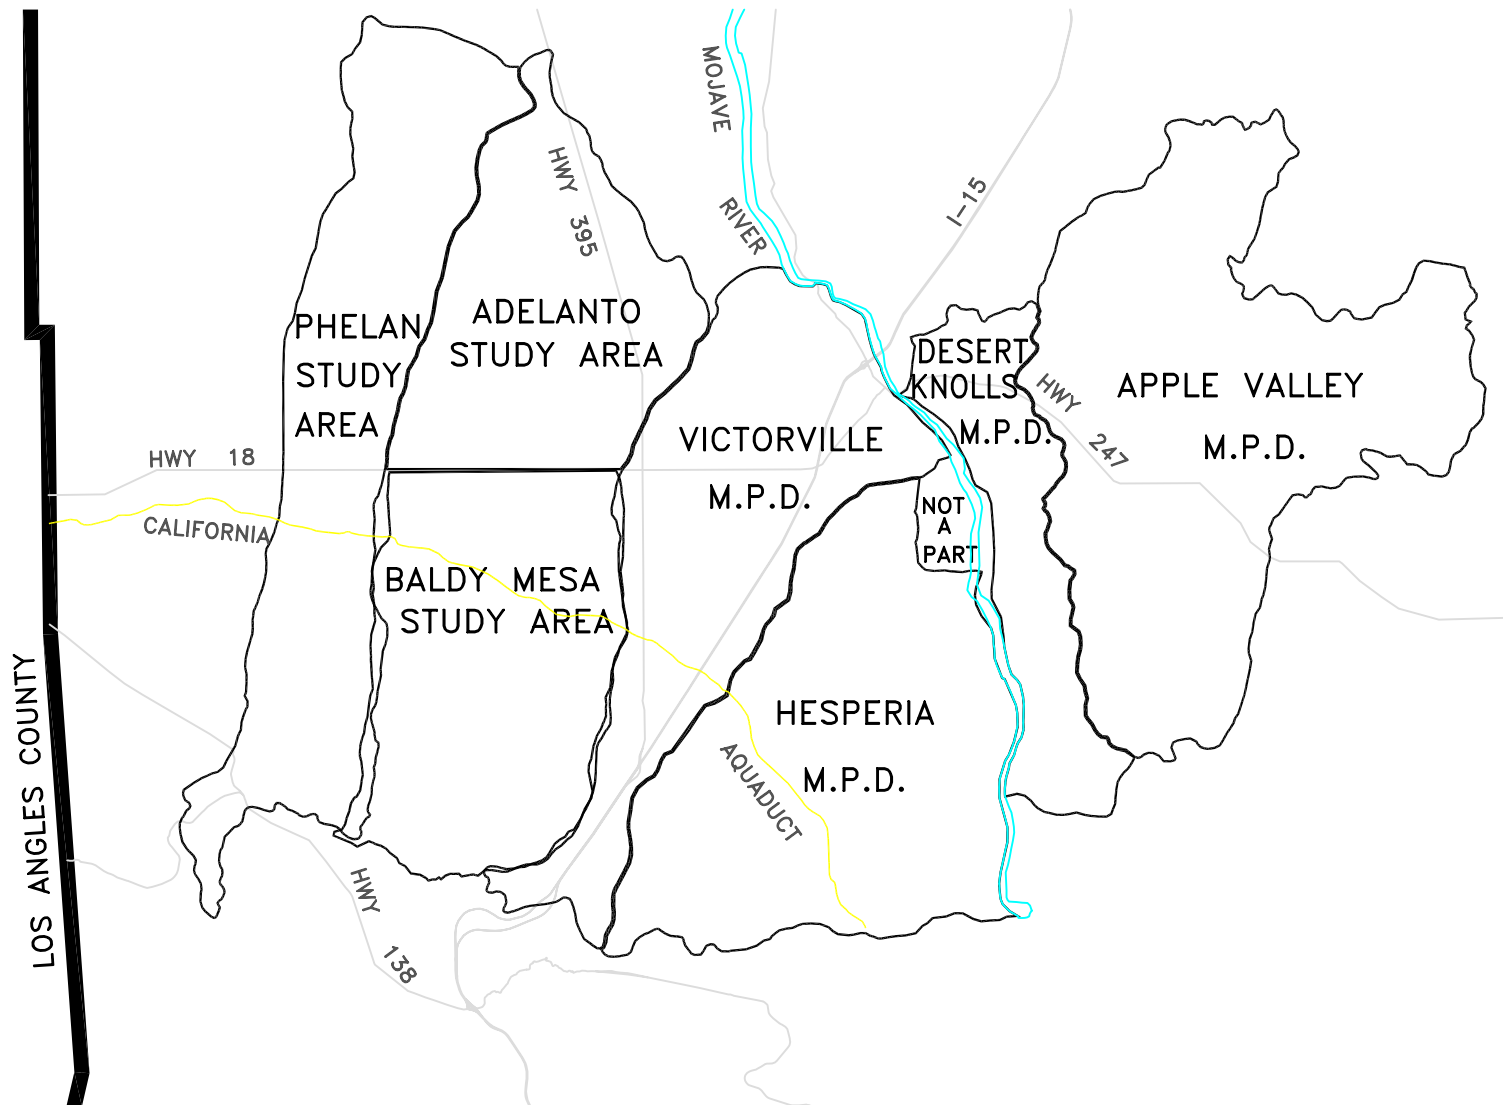 MOJAVE
RIVER
HWY 395
I-15
PHELAN
STUDY
AREA
ADELANTO
STUDY AREA
DESERT
KNOLLS
M.P.D.
HWY 247
APPLE VALLEY
M.P.D.
VICTORVILLE
M.P.D.
HWY 18
CALIFORNIA
NOT
A
PART
BALDY MESA
STUDY AREA
HESPERIA
M.P.D.
AQUADUCT
LOS ANGLES COUNTY
HWY 138